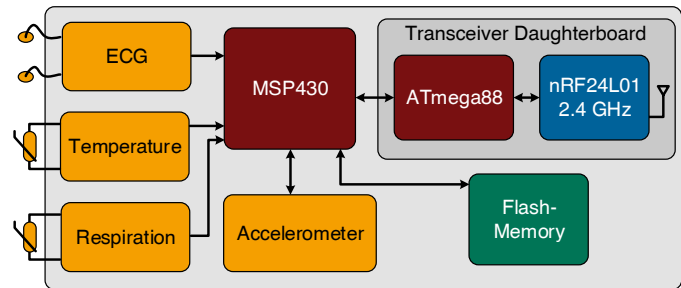 Transceiver Daughterboard
ECG
MSP430
ATmega88
nRF24L01
2.4 GHz
Temperature
Respiration
Accelerometer
Flash-
Memory